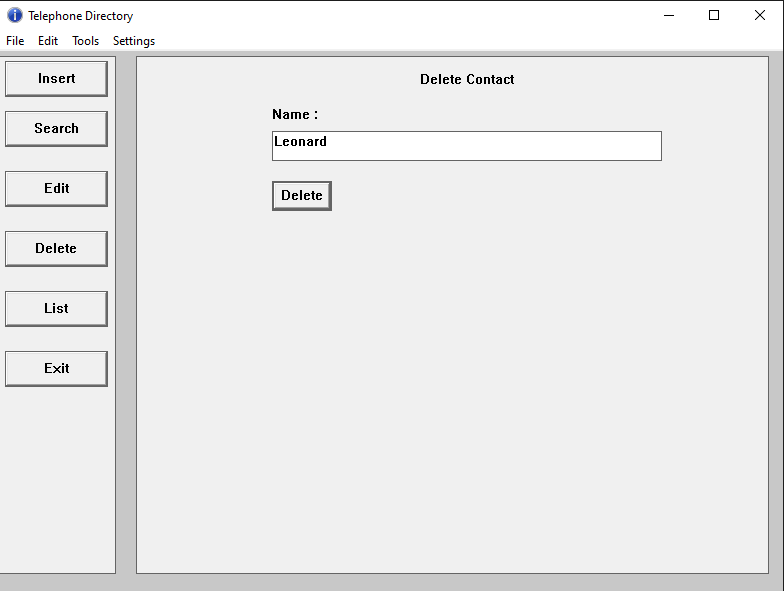 Telephone Directory
File Edit Tools Settings
Insert
Search
Edit
Delete
List
Exit
Delete Contact
Name :
Leonard
Delete